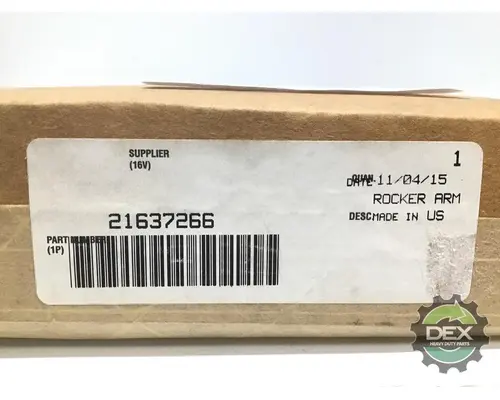 SUPPLIER
(16V)
1
QUAN
DATE 11/04/15
ROCKER ARM
21637266
DESC MADE IN US
PART NUMBER
(1P)
DEX
HEAVY DUTY PARTS